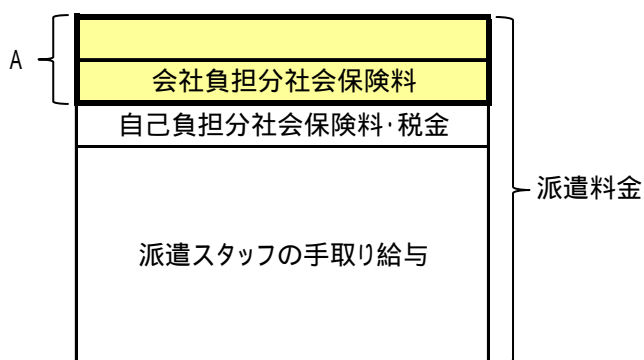 A
会社負担分社会保険料
自己負担分社会保険料･税金
派遣料金
派遣スタッフの手取り給与